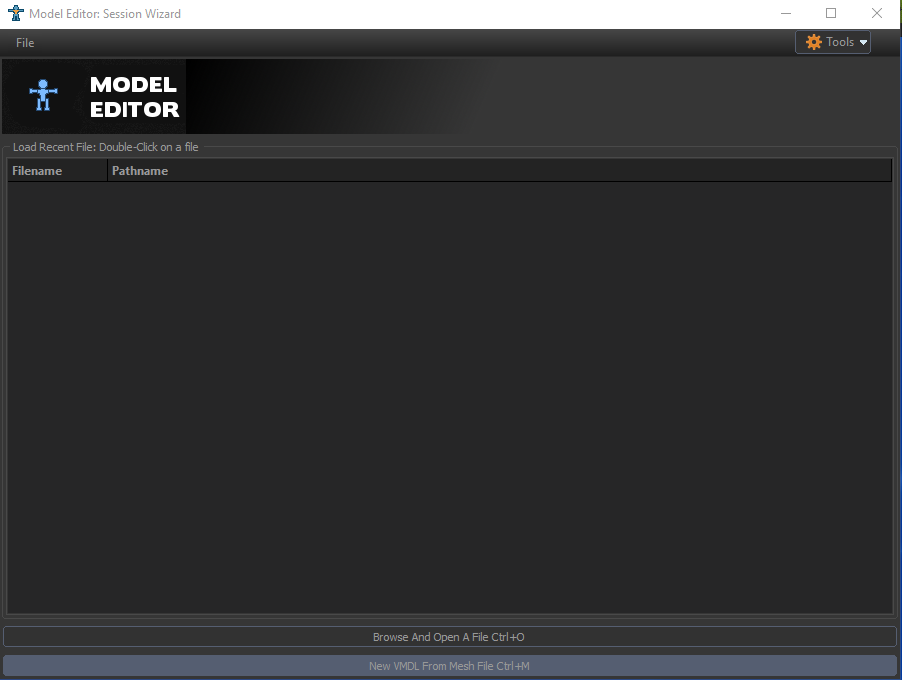 Model Editor: Session Wizard
File
Tools
MODEL
EDITOR
Load Recent File: Double-Click on a file
Filename Pathname
Browse And Open A File Ctrl+O
New VMDL From Mesh File Ctrl+M